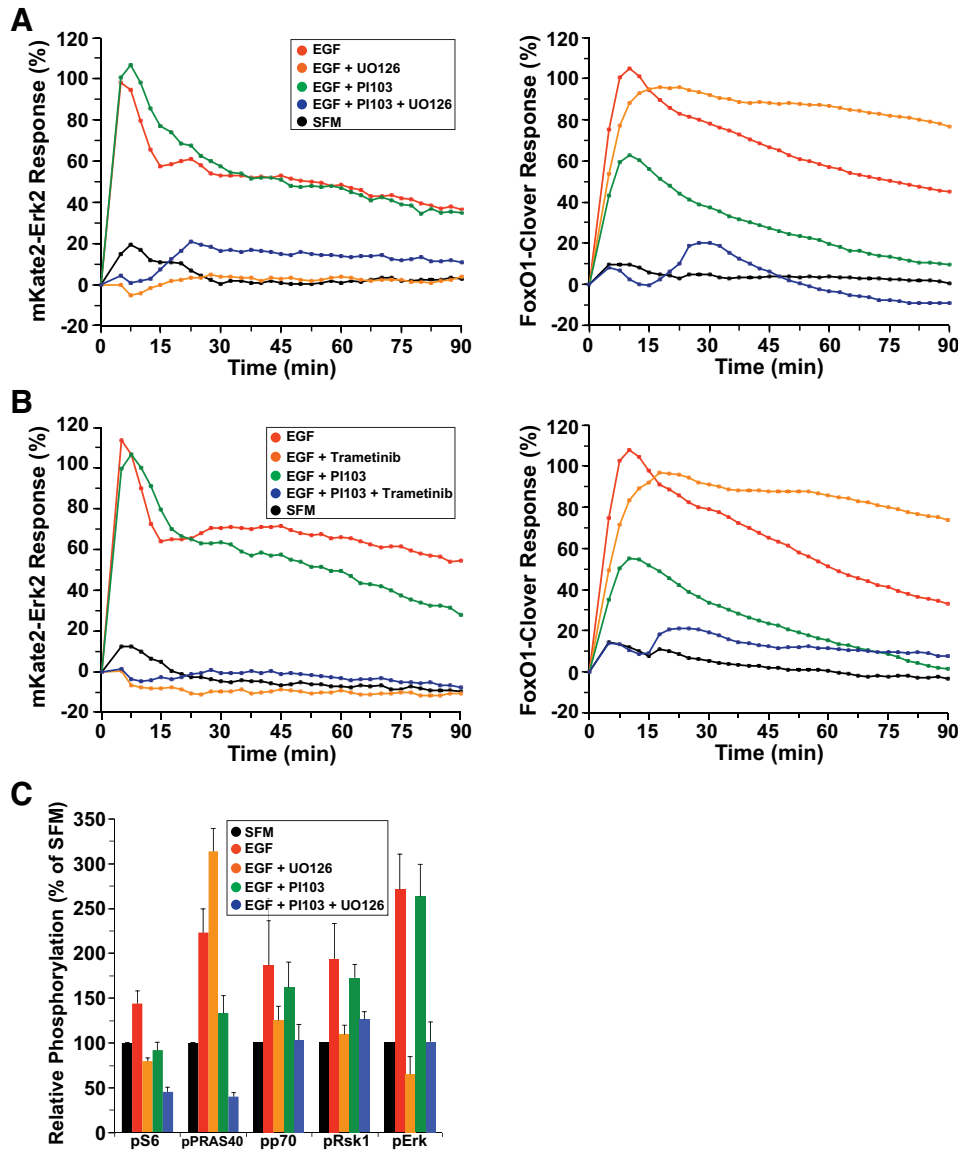 A
mKate2-Erk2 Response (%)
120
100
80
60
40
20
0
-20
EGF
EGF + UO126
EGF + PI103
EGF + PI103 + UO126
SFM
0 15 30 45 60 75 90
Time (min)
FoxO1-Clover Response (%)
120
100
80
60
40
20
0
-20
0 15 30 45 60 75 90
Time (min)
B
mKate2-Erk2 Response (%)
120
100
80
60
40
20
0
-20
EGF
EGF + Trametinib
EGF + PI103
EGF + PI103 + Trametinib
SFM
0 15 30 45 60 75 90
Time (min)
FoxO1-Clover Response (%)
120
100
80
60
40
20
0
-20
0 15 30 45 60 75 90
Time (min)
C
Relative Phosphorylation (% of SFM)
350
300
250
200
150
100
50
0
SFM
EGF
EGF + UO126
EGF + PI103
EGF + PI103 + UO126
pS6 pPRAS40 pp70 pRsk1 pErk